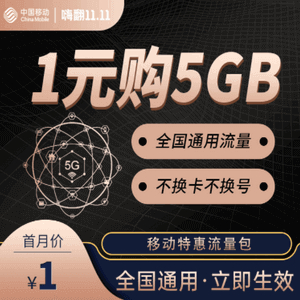 中国移动
China Mobile
嗨翻11.11
1元购5GB
全国通用流量
5G
不换卡不换号
首月价
¥1
移动特惠流量包
全国通用·立即生效